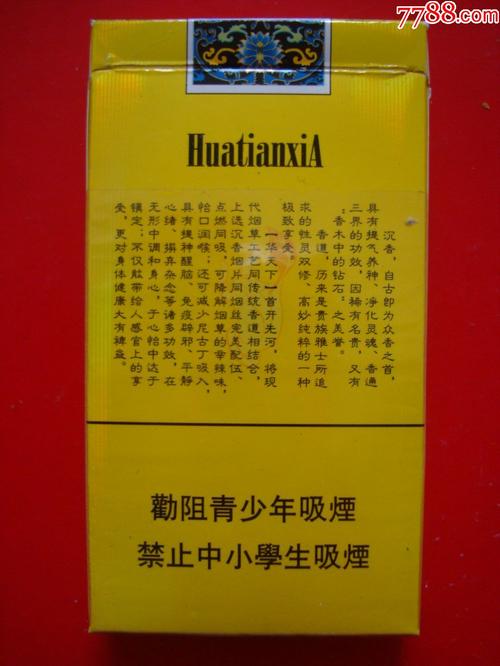 7788.com
HuatianxiA
沉香，自古即为众香之首，
具有提气养神、净化灵魂、香通
三界的功效，因稀有名贵，又有
“香木中的钻石”之美誉。
香道，历来是贵族雅士所追
求的性灵双修、高妙纯粹的一种
极致享受。
一华天下一首开先河，将现
代烟草工艺同传统香道相结合，
上选沉香烟片同烟丝完美配伍、
点燃同吸，可降解烟草的辛辣味，
怡口润喉；还可减少尼古丁吸入，
具有提神醒脑、免疫辟邪、平静
心绪、摒弃杂念等诸多功效，在
无形中调和身心，于心怡中达于
镇定；不仅能带给人感官上的享
受，更对身体健康大有裨益。
勸阻青少年吸煙
禁止中小學生吸煙